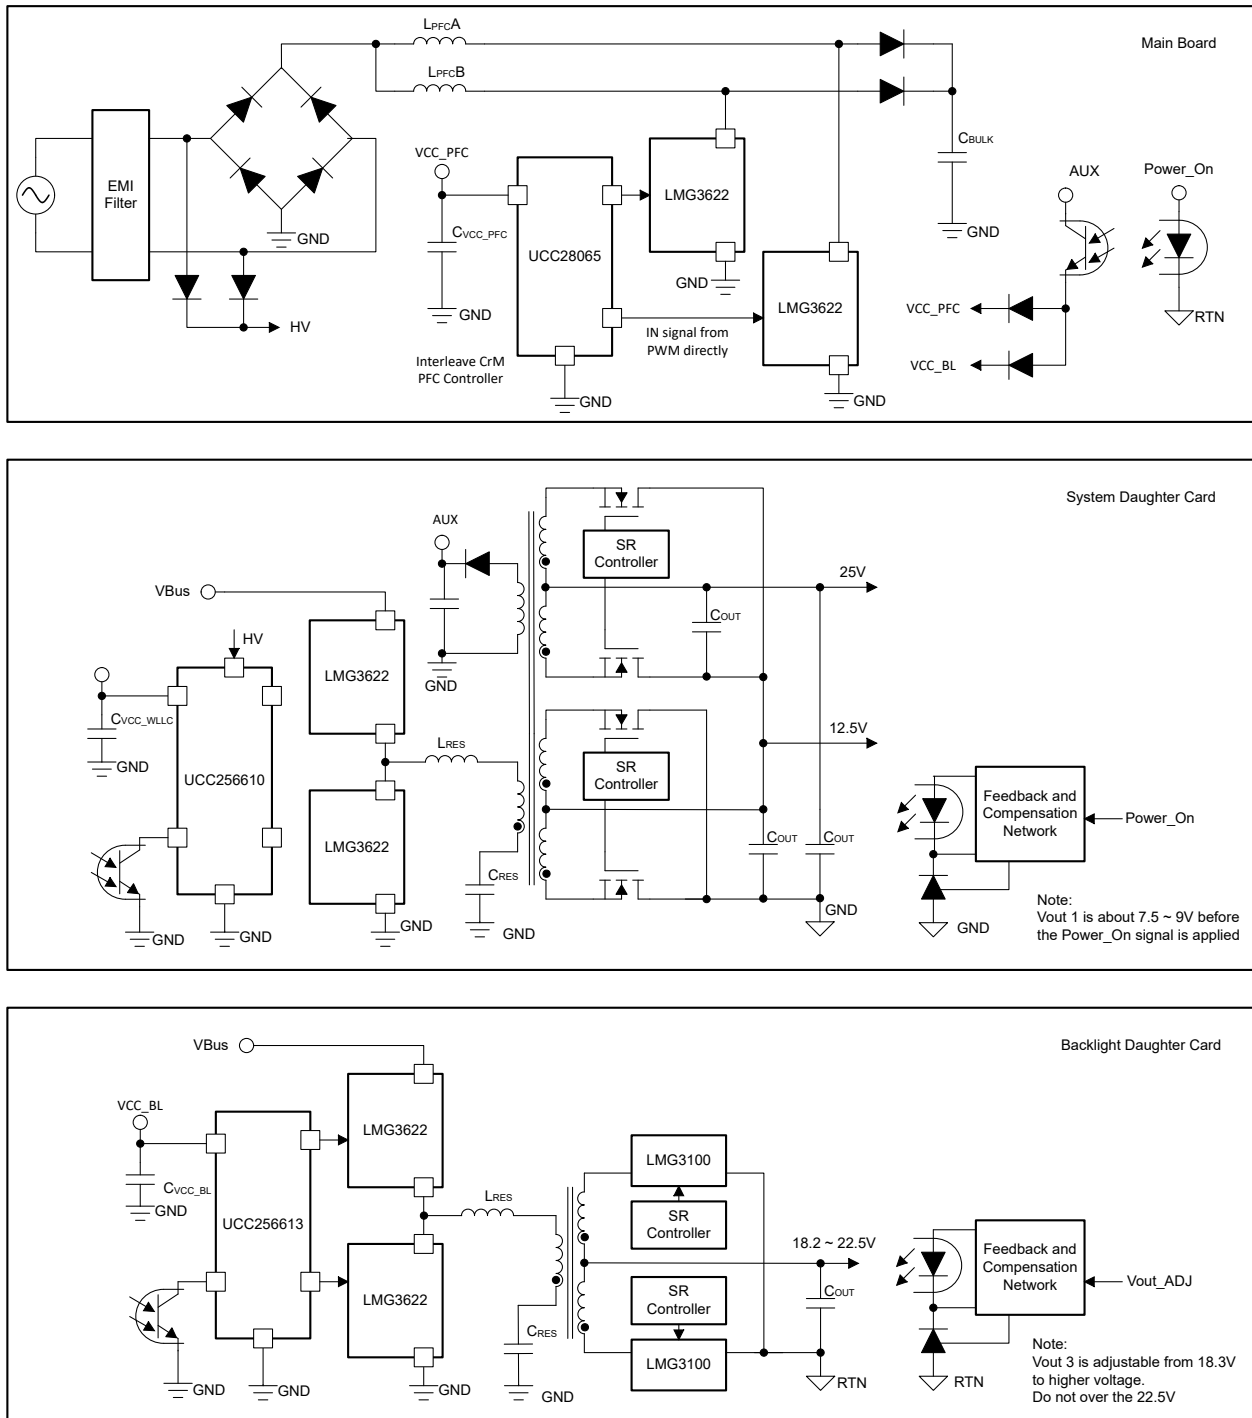 Main Board
LPFCA
LPFCB
EMI
Filter
GND
HV
VCC_PFC
CVCC_PFC
GND
UCC28065
Interleave CrM
PFC Controller
GND
LMG3622
GND
LMG3622
IN signal from
PWM directly
GND
CBULK
GND
AUX
Power_On
VCC_PFC
VCC_BL
RTN
System Daughter Card
AUX
GND
VBus
HV
CVCC_WLLC
GND
UCC256610
GND
GND
LMG3622
LMG3622
GND
LRES
CRES
GND
SR
Controller
SR
Controller
25V
COUT
12.5V
COUT
COUT
GND
Feedback and
Compensation
Network
Power_On
GND
Note:
Vout 1 is about 7.5 ~ 9V before
the Power_On signal is applied
Backlight Daughter Card
VBus
VCC_BL
CVCC_BL
GND
UCC256613
GND
GND
LMG3622
LMG3622
LRES
CRES
GND
LMG3100
SR
Controller
SR
Controller
LMG3100
18.2 ~ 22.5V
COUT
RTN
Feedback and
Compensation
Network
Vout_ADJ
RTN
Note:
Vout 3 is adjustable from 18.3V
to higher voltage.
Do not over the 22.5V